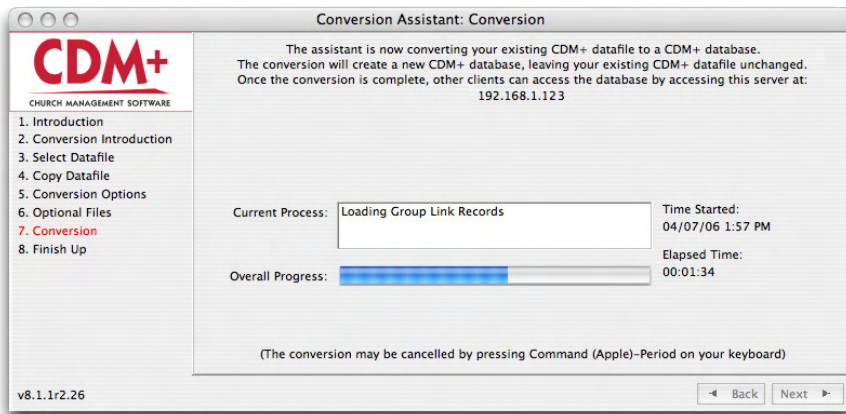 Conversion Assistant: Conversion
CDM+
CHURCH MANAGEMENT SOFTWARE
1. Introduction
2. Conversion Introduction
3. Select Datafile
4. Copy Datafile
5. Conversion Options
6. Optional Files
7. Conversion
8. Finish Up
v8.1.1r2.26
The assistant is now converting your existing CDM+ datafile to a CDM+ database.
The conversion will create a new CDM+ database, leaving your existing CDM+ datafile unchanged.
Once the conversion is complete, other clients can access the database by accessing this server at:
192.168.1.123
Current Process:
Loading Group Link Records
Time Started:
04/07/06 1:57 PM
Elapsed Time:
00:01:34
Overall Progress:
(The conversion may be cancelled by pressing Command (Apple)-Period on your keyboard)
Back
Next